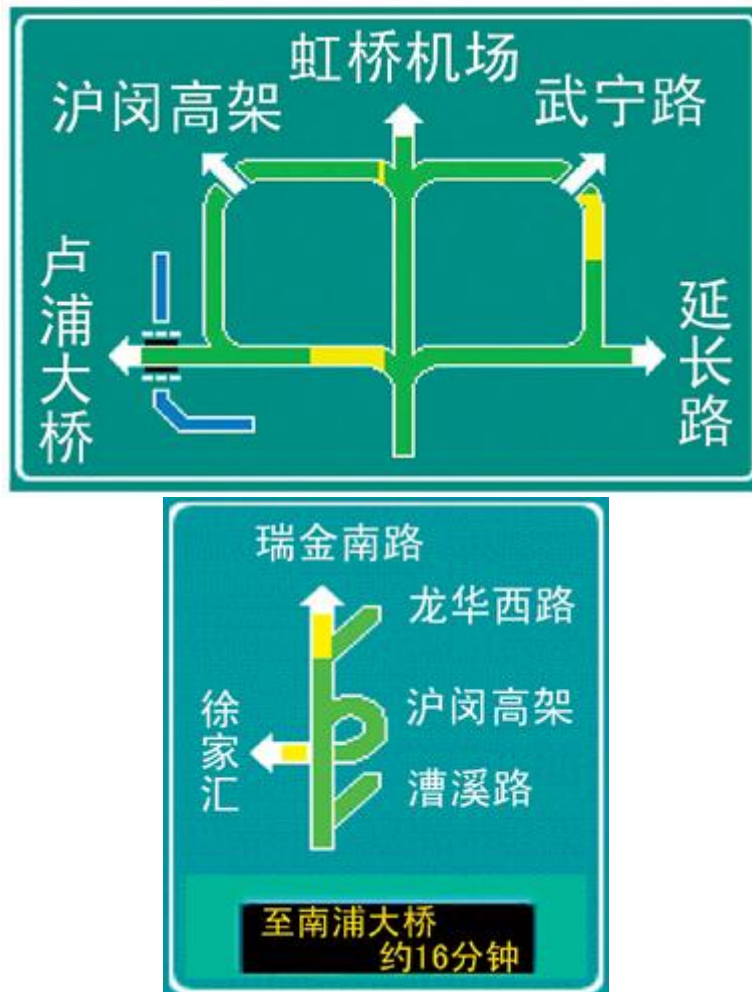 虹桥机场
沪闵高架
武宁路
卢浦大桥
延长路
瑞金南路
龙华西路
沪闵高架
徐家汇
漕溪路
至南浦大桥
约16分钟